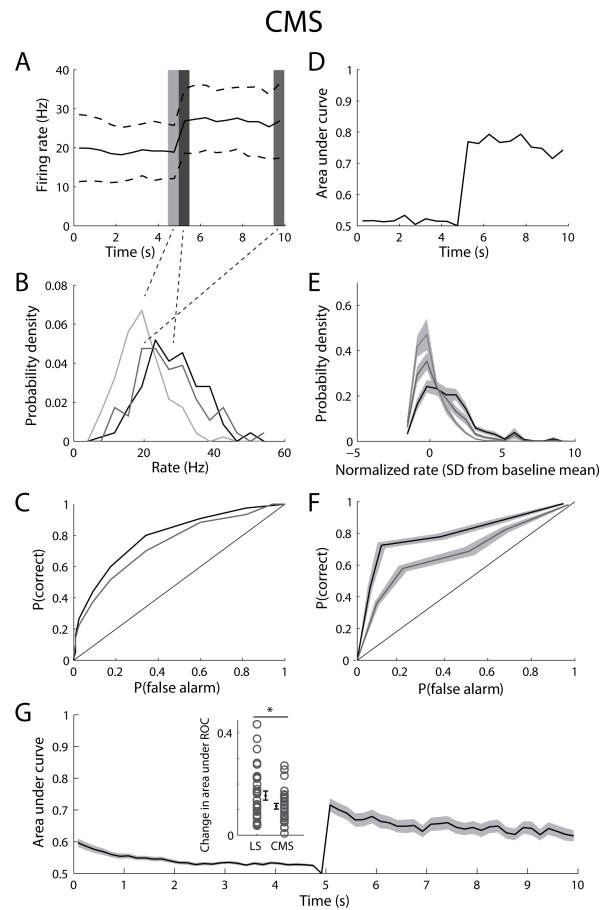 CMS
A
Firing rate (Hz)
40
30
20
10
0
0 2 4 6 8 10
Time (s)
D
Area under curve
1
0.9
0.8
0.7
0.6
0.5
0 2 4 6 8 10
Time (s)
B
Probability density
0.08
0.06
0.04
0.02
0
0 20 40 60
Rate (Hz)
E
Probability density
0.6
0.4
0.2
0
−5 0 5 10
Normalized rate (SD from baseline mean)
C
P(correct)
1
0.8
0.6
0.4
0.2
0
0 0.2 0.4 0.6 0.8 1
P(false alarm)
F
P(correct)
1
0.8
0.6
0.4
0.2
0
0 0.2 0.4 0.6 0.8 1
P(false alarm)
G
Area under curve
1
0.9
0.8
0.7
0.6
0.5
0 1 2 3 4 5 6 7 8 9 10
Time (s)
Change in area under ROC
0.4
0
*
LS CMS